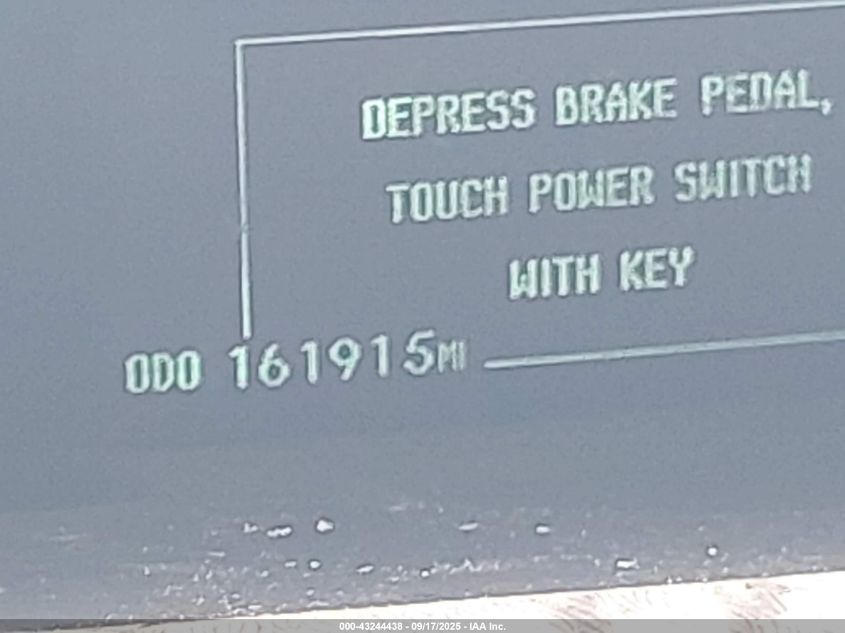 DEPRESS BRAKE PEDAL,
TOUCH POWER SWITCH
WITH KEY
ODO 161915MI
000-43244438 - 09/17/2025 - IAA Inc.